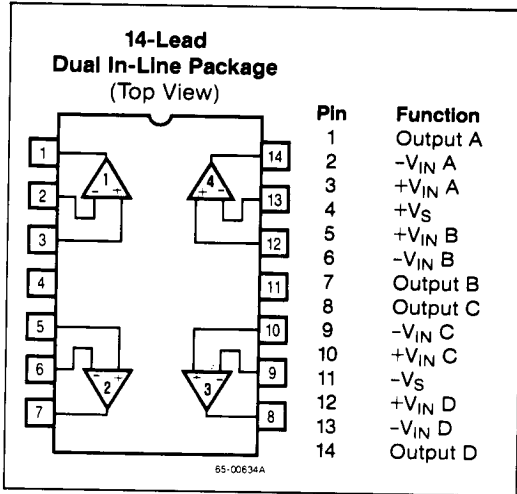 14-Lead
Dual In-Line Package
(Top View)
1
2
3
4
5
6
7
14
13
12
11
10
9
8
1
- +
4
+ -
2
- +
3
+ -
65-00634A
Pin Function
1 Output A
2 -V_IN A
3 +V_IN A
4 +V_S
5 +V_IN B
6 -V_IN B
7 Output B
8 Output C
9 -V_IN C
10 +V_IN C
11 -V_S
12 +V_IN D
13 -V_IN D
14 Output D